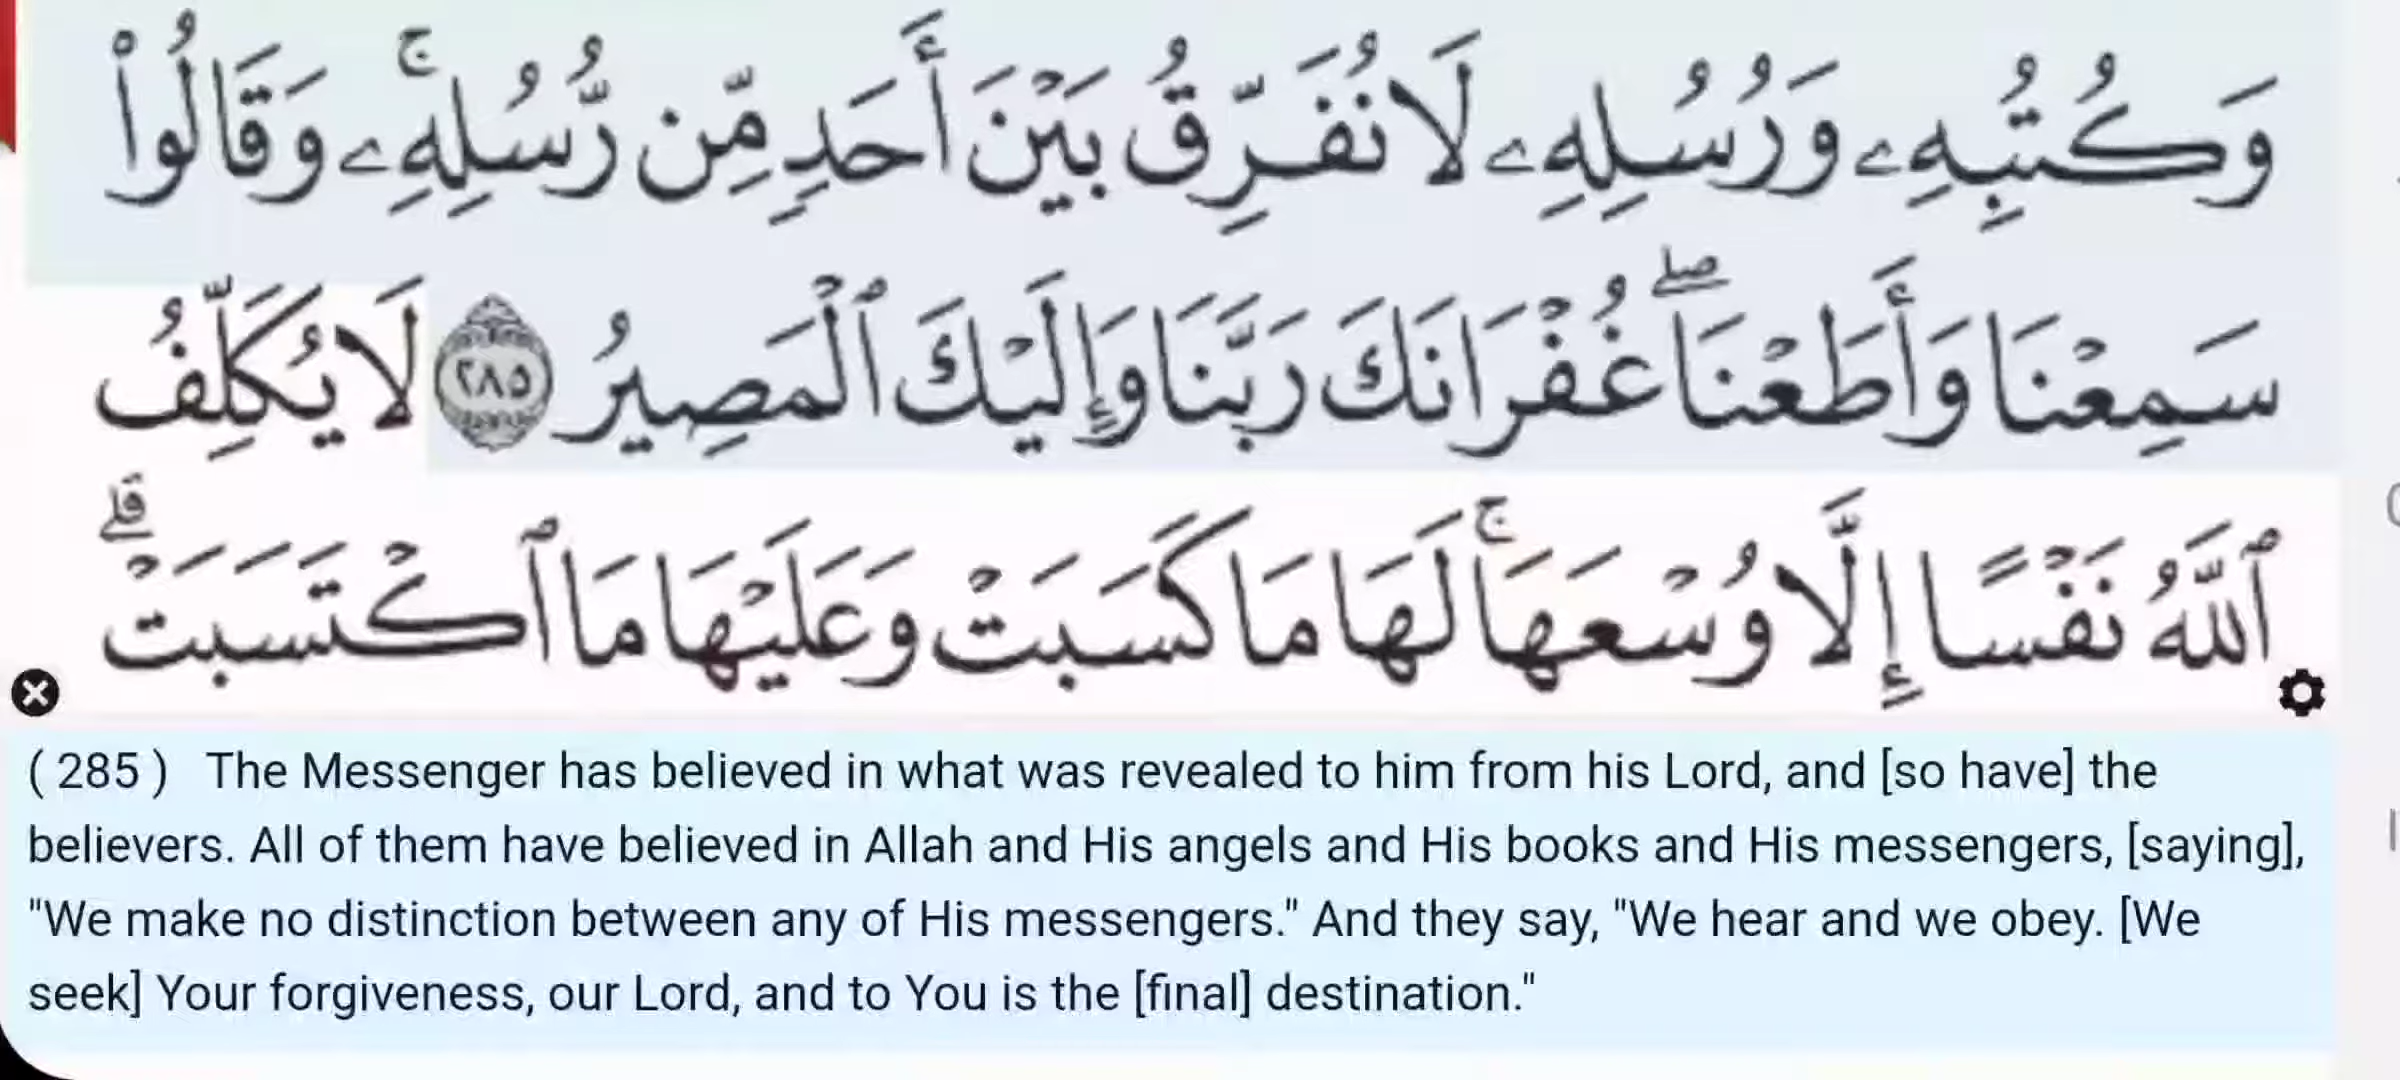 وَكُتُبِهِۦ وَرُسُلِهِۦ لَا نُفَرِّقُ بَيْنَ أَحَدٍ مِّن رُّسُلِهِۦۚ وَقَالُوا۟
سَمِعْنَا وَأَطَعْنَاۖ غُفْرَانَكَ رَبَّنَا وَإِلَيْكَ ٱلْمَصِيرُ ٢٨٥ لَا يُكَلِّفُ
ٱللَّهُ نَفْسًا إِلَّا وُسْعَهَاۚ لَهَا مَا كَسَبَتْ وَعَلَيْهَا مَا ٱكْتَسَبَتْۗ
( 285 ) The Messenger has believed in what was revealed to him from his Lord, and [so have] the
believers. All of them have believed in Allah and His angels and His books and His messengers, [saying],
"We make no distinction between any of His messengers." And they say, "We hear and we obey. [We
seek] Your forgiveness, our Lord, and to You is the [final] destination."